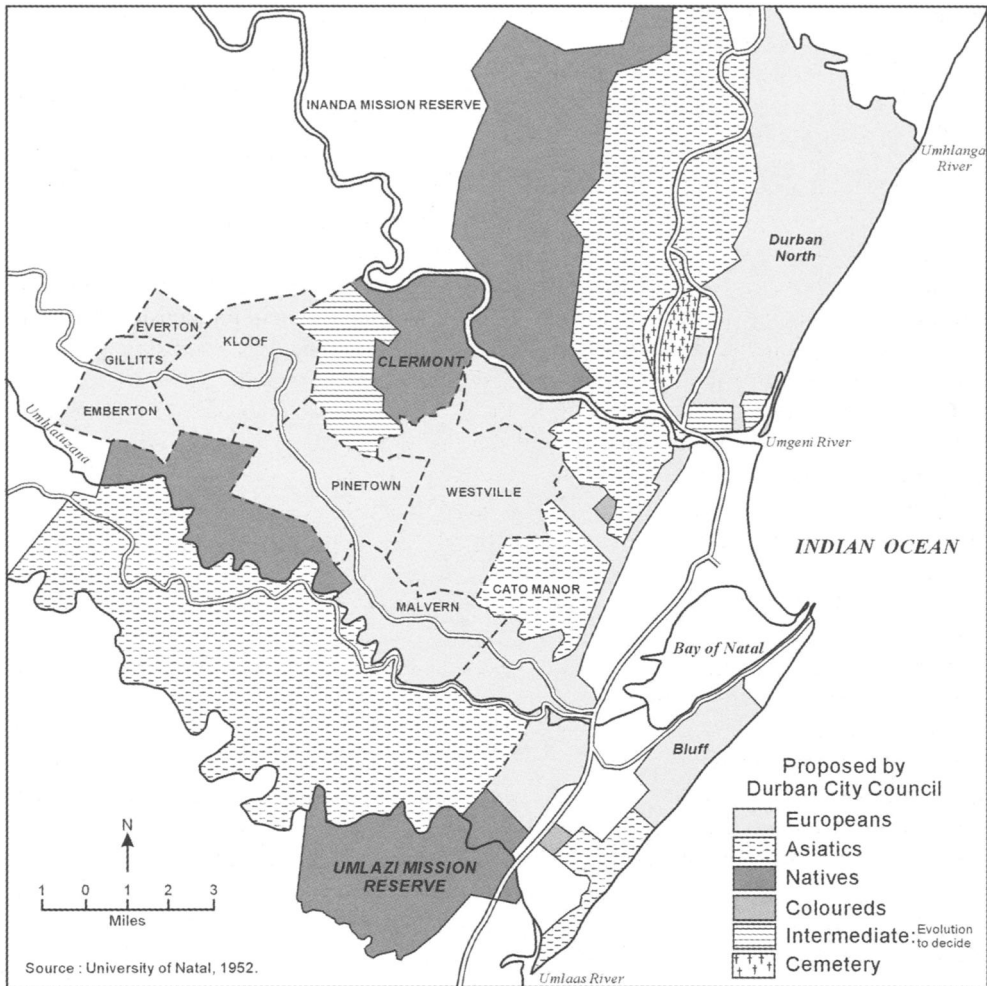 INANDA MISSION RESERVE
Umhlanga
River
Durban
North
EVERTON
KLOOF
GILLITTS
CLERMONT
EMBERTON
Umhlatuzana
Umgeni River
PINETOWN
WESTVILLE
INDIAN OCEAN
CATO MANOR
MALVERN
Bay of Natal
Bluff
UMLAZI MISSION
RESERVE
Umlaas River
N
1 0 1 2 3
Miles
Source : University of Natal, 1952.
Proposed by
Durban City Council
Europeans
Asiatics
Natives
Coloureds
Intermediate: Evolution
to decide
Cemetery